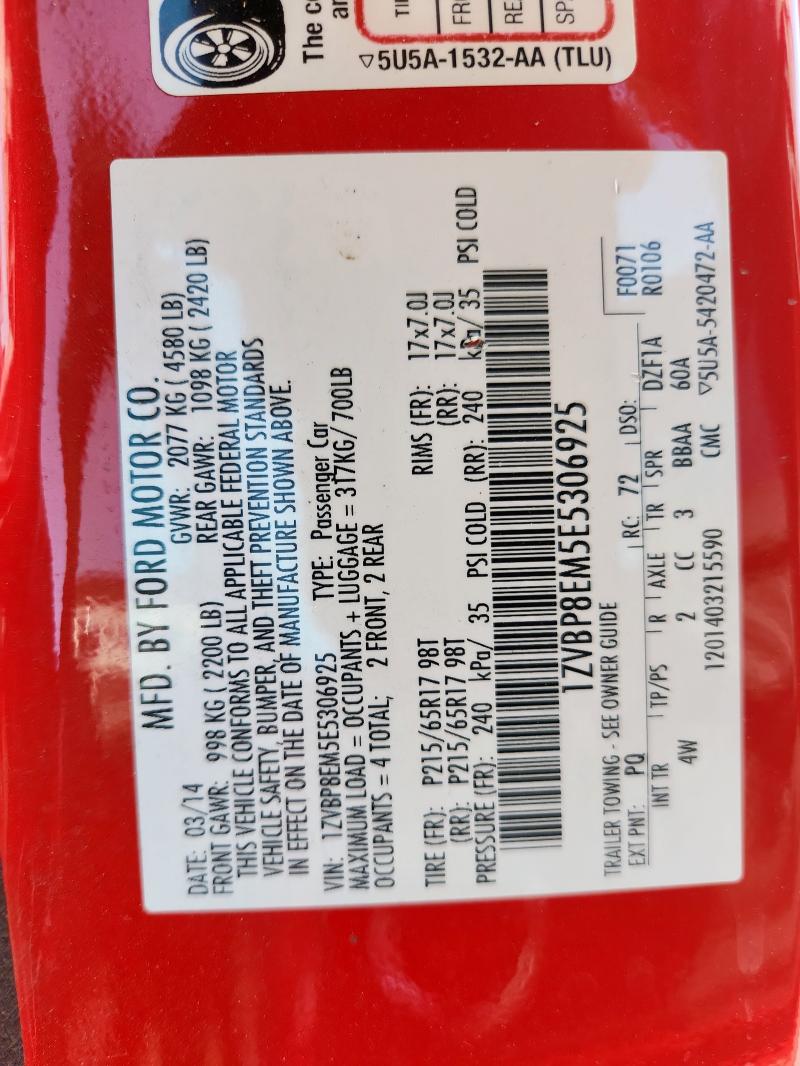 The co
an
TI
FR
RE
SP
▽5U5A-1532-AA (TLU)
MFD. BY FORD MOTOR CO.
DATE: 03/14 GVWR: 2077 KG ( 4580 LB)
FRONT GAWR: 998 KG ( 2200 LB) REAR GAWR: 1098 KG ( 2420 LB)
THIS VEHICLE CONFORMS TO ALL APPLICABLE FEDERAL MOTOR
VEHICLE SAFETY, BUMPER, AND THEFT PREVENTION STANDARDS
IN EFFECT ON THE DATE OF MANUFACTURE SHOWN ABOVE.
VIN: 1ZVBP8EM5E5306925 TYPE: Passenger Car
MAXIMUM LOAD = OCCUPANTS + LUGGAGE = 317KG/ 700LB
OCCUPANTS = 4 TOTAL; 2 FRONT, 2 REAR
TIRE (FR): P215/65R17 98T RIMS (FR): 17x7.0J
(RR): P215/65R17 98T (RR): 17x7.0J
PRESSURE (FR): 240 kPa/ 35 PSI COLD (RR): 240 kPa/ 35 PSI COLD
1ZVBP8EM5E5306925
TRAILER TOWING - SEE OWNER GUIDE
EXT PNT: PQ RC: 72 DSO: F0071
INT TR TP/PS R AXLE TR SPR DZF1A R0106
4W 2 CC 3 BBAA 60A
1201403215590 CMC ▽5U5A-5420472-AA